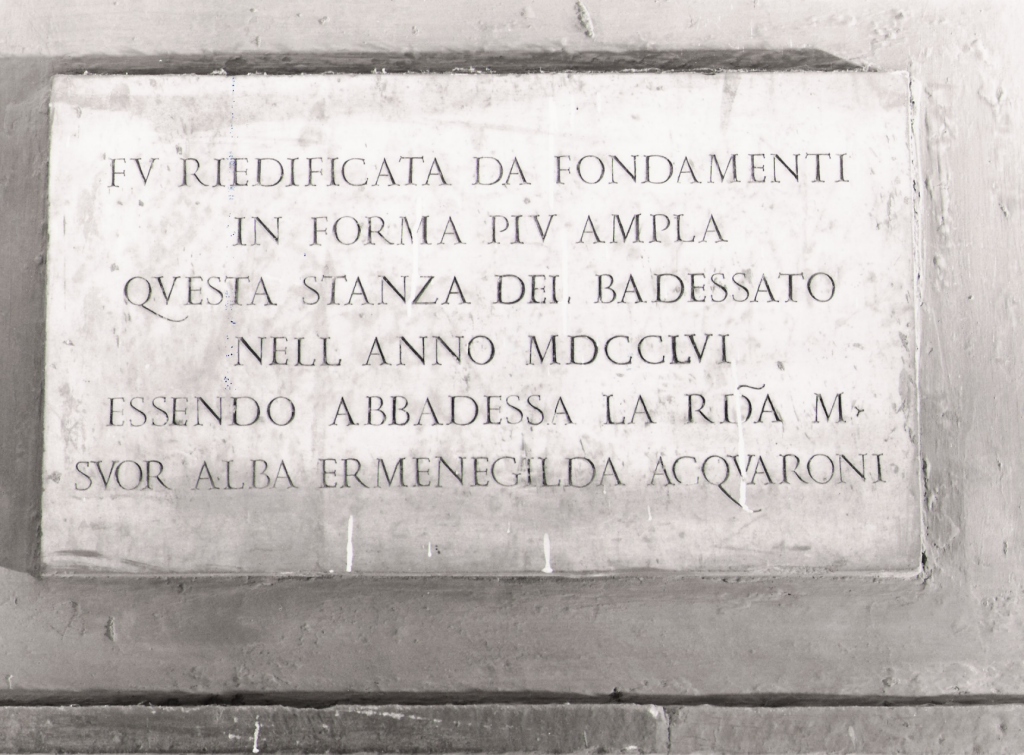 FV RIEDIFICATA DA FONDAMENTI
IN FORMA PIV AMPLA
QVESTA STANZA DEL BADESSATO
NELL ANNO MDCCLVI
ESSENDO ABBADESSA LA RD̃A M.
SVOR ALBA ERMENEGILDA ACQVARONI